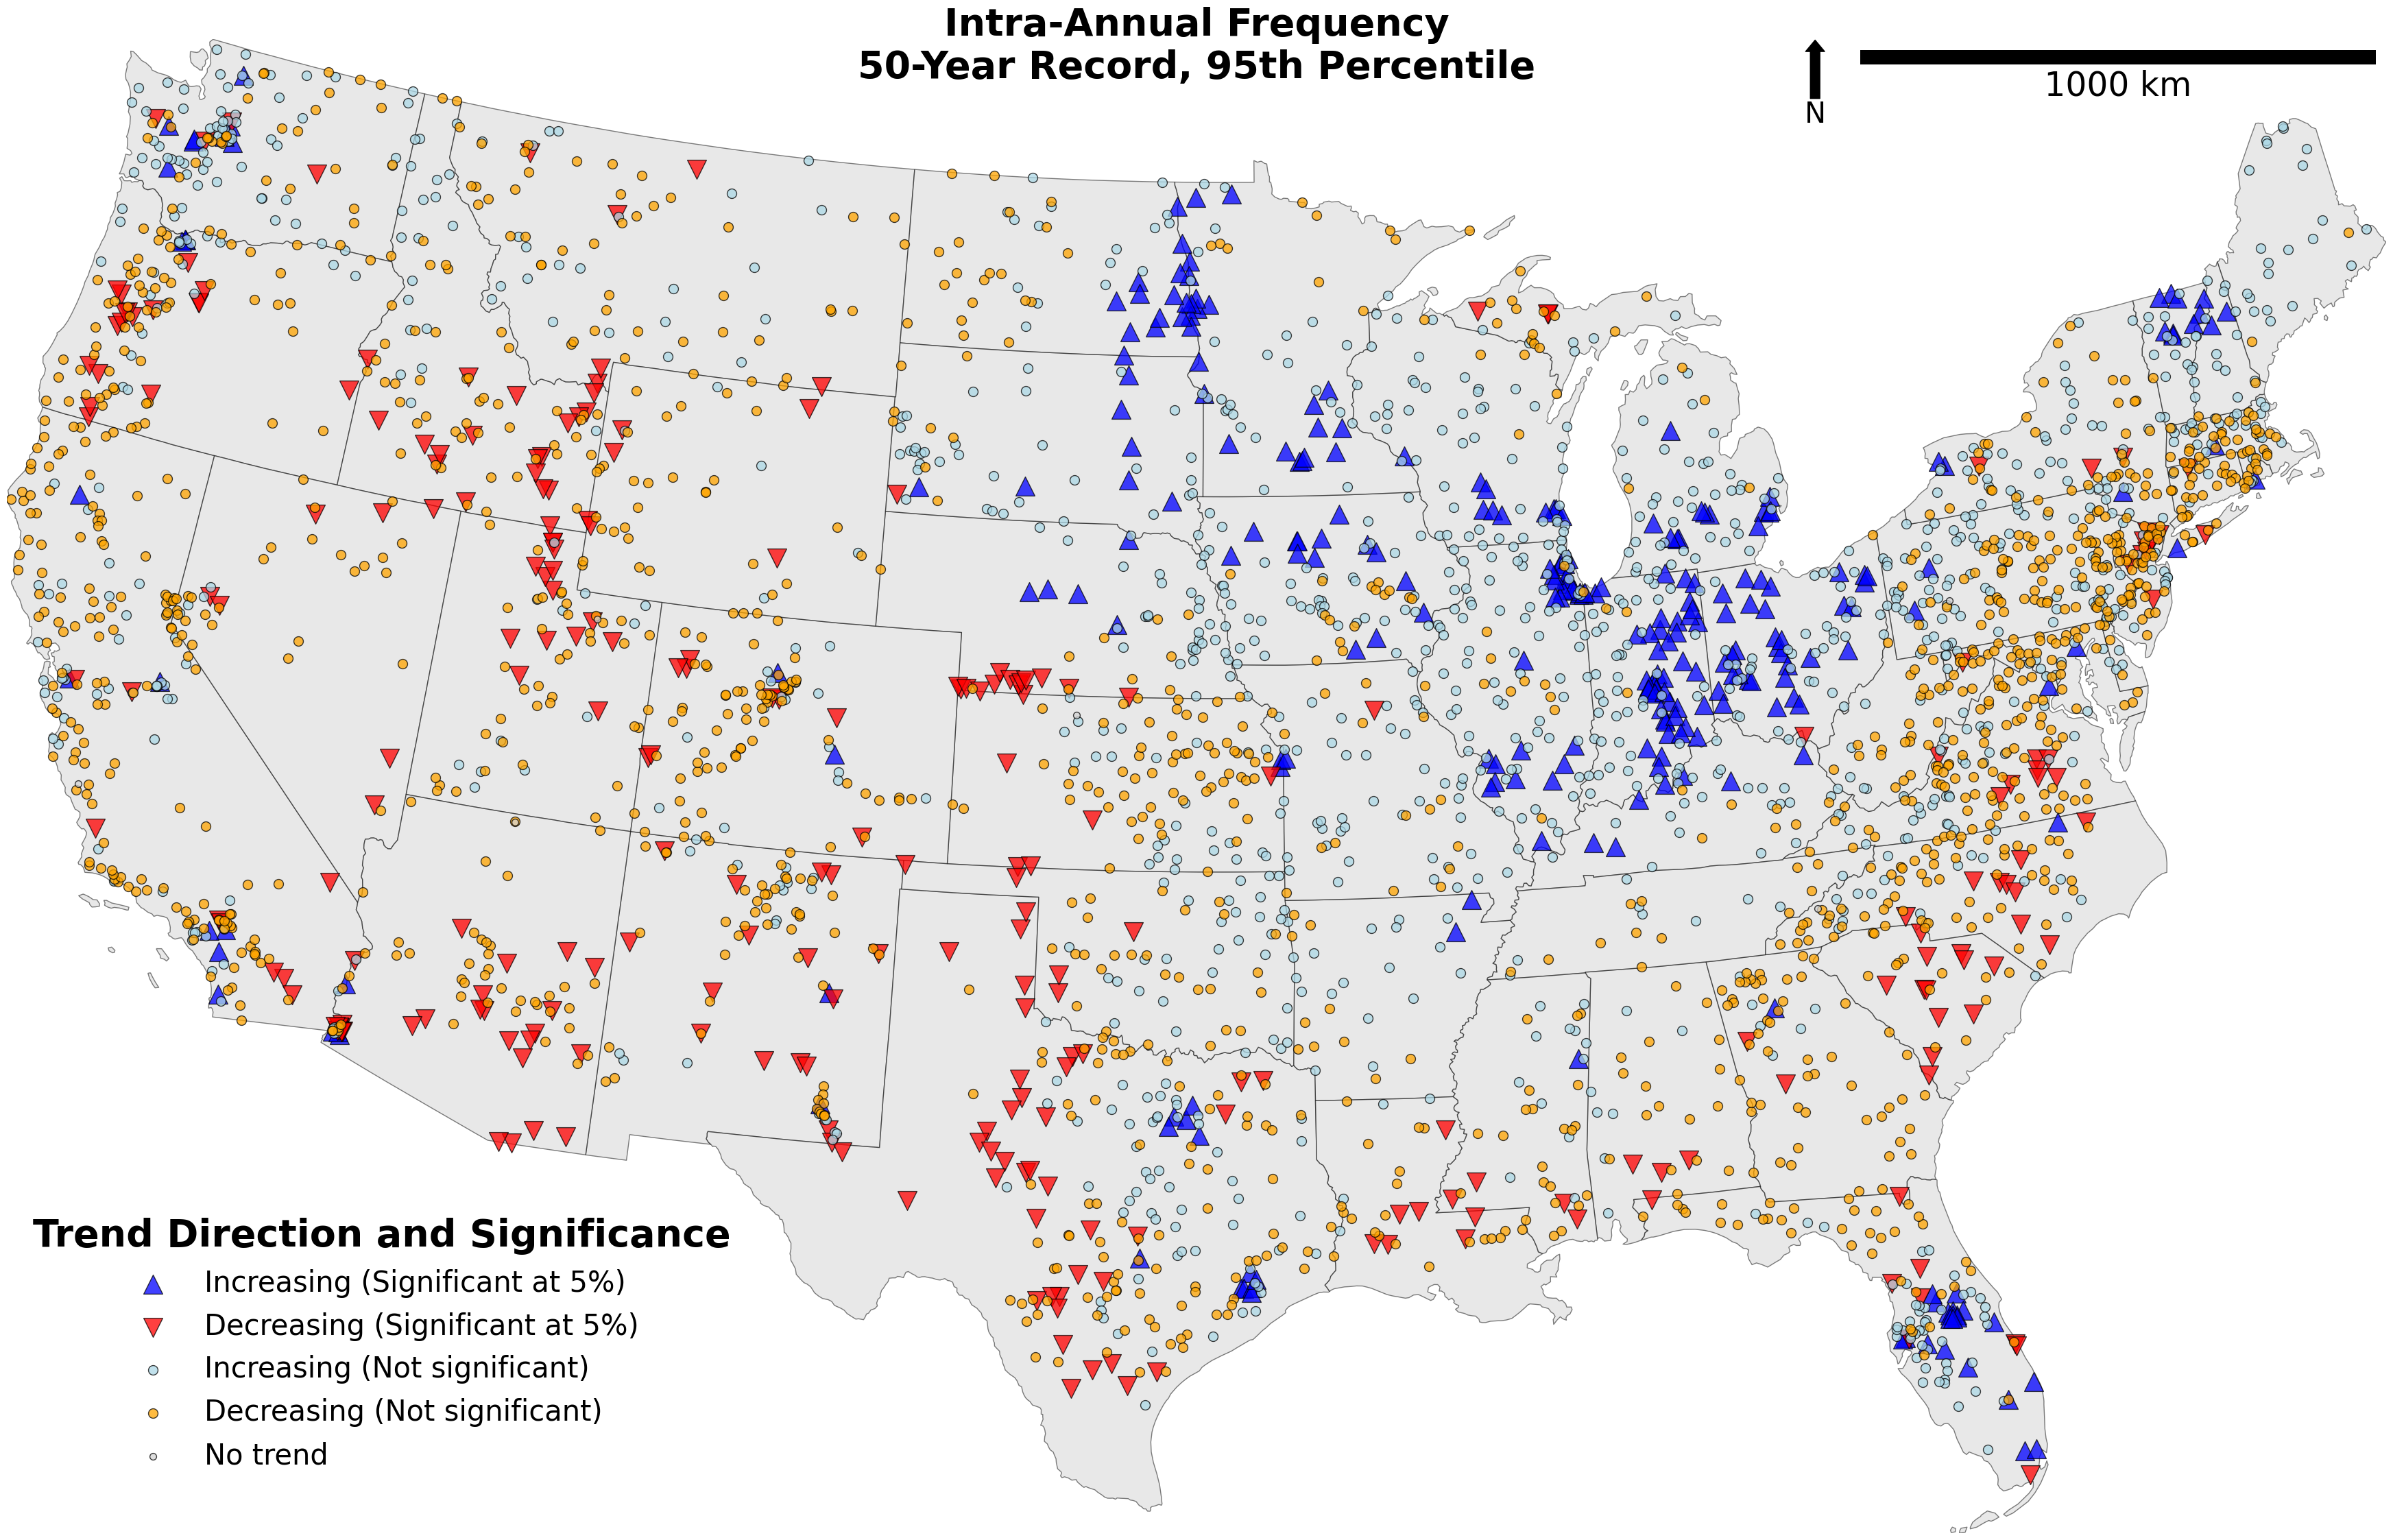 Intra-Annual Frequency
50-Year Record, 95th Percentile
1000 km
N
Trend Direction and Significance
Increasing (Significant at 5%)
Decreasing (Significant at 5%)
Increasing (Not significant)
Decreasing (Not significant)
No trend